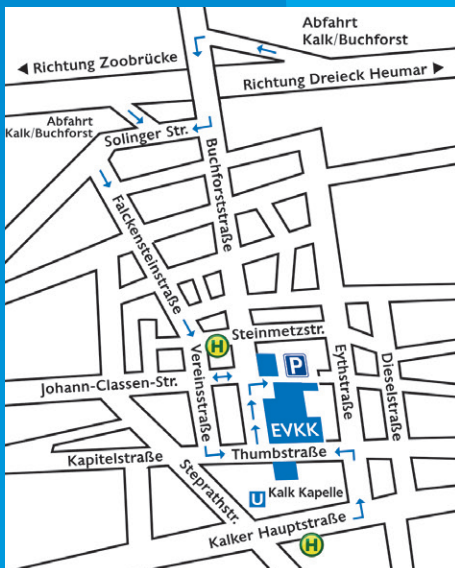 Abfahrt
Kalk/Buchforst
Richtung Zoobrücke
Richtung Dreieck Heumar
Abfahrt
Kalk/Buchforst
Solinger Str.
Buchforststraße
Falckensteinstraße
H
Steinmetzstr.
Vereinsstraße
P
Eythstraße
Dieselstraße
Johann-Classen-Str.
EVKK
Kapitelstraße
Thumbstraße
Steprathstr.
U
Kalk Kapelle
Kalker Hauptstraße
H